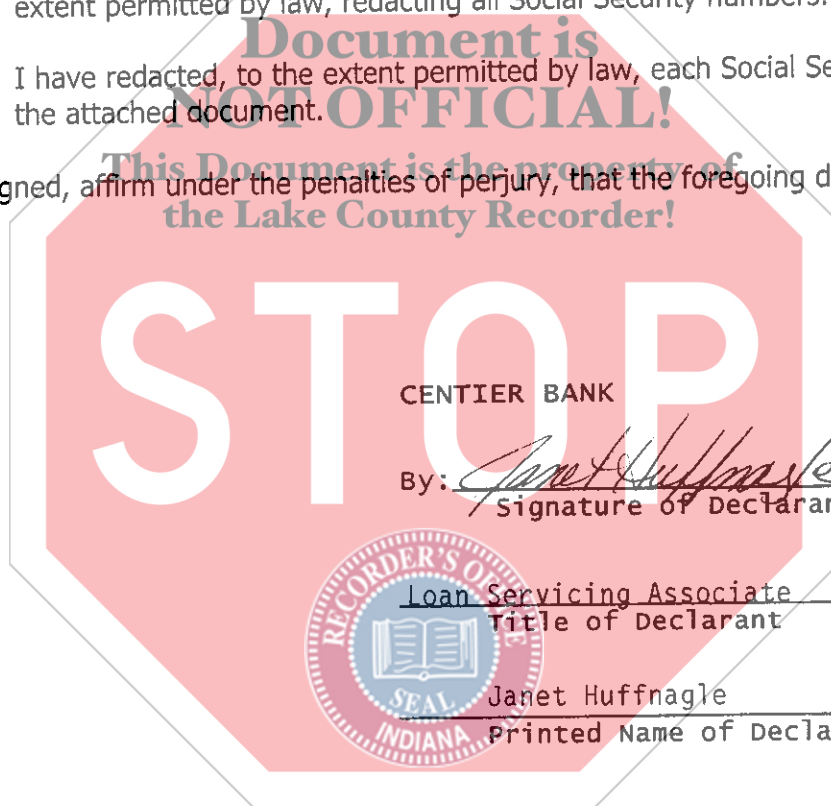 extent permitted by law, redacting all Social Security numbers.
Document is
I have redacted, to the extent permitted by law, each Social Se
NOT OFFICIAL!
the attached document.
This Document is the property of
gned, affirm under the penalties of perjury, that the foregoing d
the Lake County Recorder!
STOP
CENTIER BANK
By: Janet Huffnagle
Signature of Declaran
RECORDER'S OFFICE
Loan Servicing Associate
Title of Declarant
SEAL
Janet Huffnagle
INDIANA
Printed Name of Decla